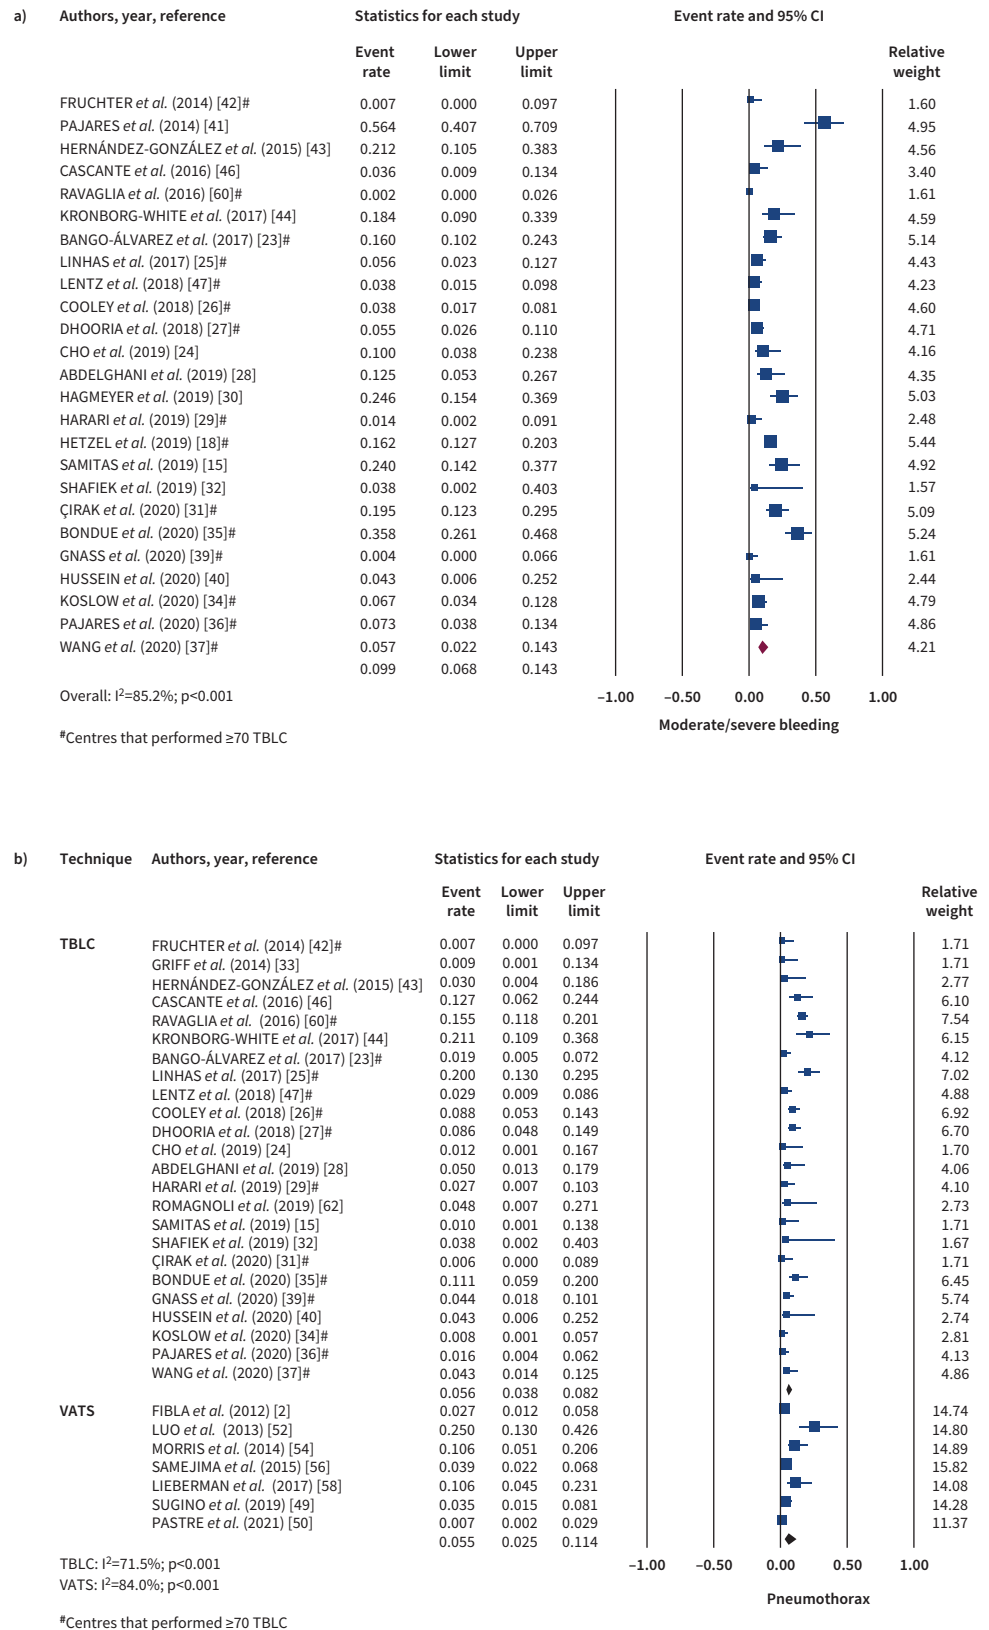 a) Authors, year, reference Statistics for each study Event rate and 95% CI
Event rate Lower limit Upper limit Relative weight
FRUCHTER et al. (2014) [42]# 0.007 0.000 0.097 1.60
PAJARES et al. (2014) [41] 0.564 0.407 0.709 4.95
HERNÁNDEZ-GONZÁLEZ et al. (2015) [43] 0.212 0.105 0.383 4.56
CASCANTE et al. (2016) [46] 0.036 0.009 0.134 3.40
RAVAGLIA et al. (2016) [60]# 0.002 0.000 0.026 1.61
KRONBORG-WHITE et al. (2017) [44] 0.184 0.090 0.339 4.59
BANGO-ÁLVAREZ et al. (2017) [23]# 0.160 0.102 0.243 5.14
LINHAS et al. (2017) [25]# 0.056 0.023 0.127 4.43
LENTZ et al. (2018) [47]# 0.038 0.015 0.098 4.23
COOLEY et al. (2018) [26]# 0.038 0.017 0.081 4.60
DHOORIA et al. (2018) [27]# 0.055 0.026 0.110 4.71
CHO et al. (2019) [24] 0.100 0.038 0.238 4.16
ABDELGHANI et al. (2019) [28] 0.125 0.053 0.267 4.35
HAGMEYER et al. (2019) [30] 0.246 0.154 0.369 5.03
HARARI et al. (2019) [29]# 0.014 0.002 0.091 2.48
HETZEL et al. (2019) [18]# 0.162 0.127 0.203 5.44
SAMITAS et al. (2019) [15] 0.240 0.142 0.377 4.92
SHAFIEK et al. (2019) [32] 0.038 0.002 0.403 1.57
ÇIRAK et al. (2020) [31]# 0.195 0.123 0.295 5.09
BONDUE et al. (2020) [35]# 0.358 0.261 0.468 5.24
GNASS et al. (2020) [39]# 0.004 0.000 0.066 1.61
HUSSEIN et al. (2020) [40] 0.043 0.006 0.252 2.44
KOSLOW et al. (2020) [34]# 0.067 0.034 0.128 4.79
PAJARES et al. (2020) [36]# 0.073 0.038 0.134 4.86
WANG et al. (2020) [37]# 0.057 0.022 0.143 4.21
0.099 0.068 0.143
Overall: I²=85.2%; p<0.001
–1.00 –0.50 0.00 0.50 1.00
Moderate/severe bleeding
#Centres that performed ≥70 TBLC
b) Technique Authors, year, reference Statistics for each study Event rate and 95% CI
Event rate Lower limit Upper limit Relative weight
TBLC FRUCHTER et al. (2014) [42]# 0.007 0.000 0.097 1.71
GRIFF et al. (2014) [33] 0.009 0.001 0.134 1.71
HERNÁNDEZ-GONZÁLEZ et al. (2015) [43] 0.030 0.004 0.186 2.77
CASCANTE et al. (2016) [46] 0.127 0.062 0.244 6.10
RAVAGLIA et al. (2016) [60]# 0.155 0.118 0.201 7.54
KRONBORG-WHITE et al. (2017) [44] 0.211 0.109 0.368 6.15
BANGO-ÁLVAREZ et al. (2017) [23]# 0.019 0.005 0.072 4.12
LINHAS et al. (2017) [25]# 0.200 0.130 0.295 7.02
LENTZ et al. (2018) [47]# 0.029 0.009 0.086 4.88
COOLEY et al. (2018) [26]# 0.088 0.053 0.143 6.92
DHOORIA et al. (2018) [27]# 0.086 0.048 0.149 6.70
CHO et al. (2019) [24] 0.012 0.001 0.167 1.70
ABDELGHANI et al. (2019) [28] 0.050 0.013 0.179 4.06
HARARI et al. (2019) [29]# 0.027 0.007 0.103 4.10
ROMAGNOLI et al. (2019) [62] 0.048 0.007 0.271 2.73
SAMITAS et al. (2019) [15] 0.010 0.001 0.138 1.71
SHAFIEK et al. (2019) [32] 0.038 0.002 0.403 1.67
ÇIRAK et al. (2020) [31]# 0.006 0.000 0.089 1.71
BONDUE et al. (2020) [35]# 0.111 0.059 0.200 6.45
GNASS et al. (2020) [39]# 0.044 0.018 0.101 5.74
HUSSEIN et al. (2020) [40] 0.043 0.006 0.252 2.74
KOSLOW et al. (2020) [34]# 0.008 0.001 0.057 2.81
PAJARES et al. (2020) [36]# 0.016 0.004 0.062 4.13
WANG et al. (2020) [37]# 0.043 0.014 0.125 4.86
0.056 0.038 0.082
VATS FIBLA et al. (2012) [2] 0.027 0.012 0.058 14.74
LUO et al. (2013) [52] 0.250 0.130 0.426 14.80
MORRIS et al. (2014) [54] 0.106 0.051 0.206 14.89
SAMEJIMA et al. (2015) [56] 0.039 0.022 0.068 15.82
LIEBERMAN et al. (2017) [58] 0.106 0.045 0.231 14.08
SUGINO et al. (2019) [49] 0.035 0.015 0.081 14.28
PASTRE et al. (2021) [50] 0.007 0.002 0.029 11.37
0.055 0.025 0.114
TBLC: I²=71.5%; p<0.001
–1.00 –0.50 0.00 0.50 1.00
VATS: I²=84.0%; p<0.001
Pneumothorax
#Centres that performed ≥70 TBLC